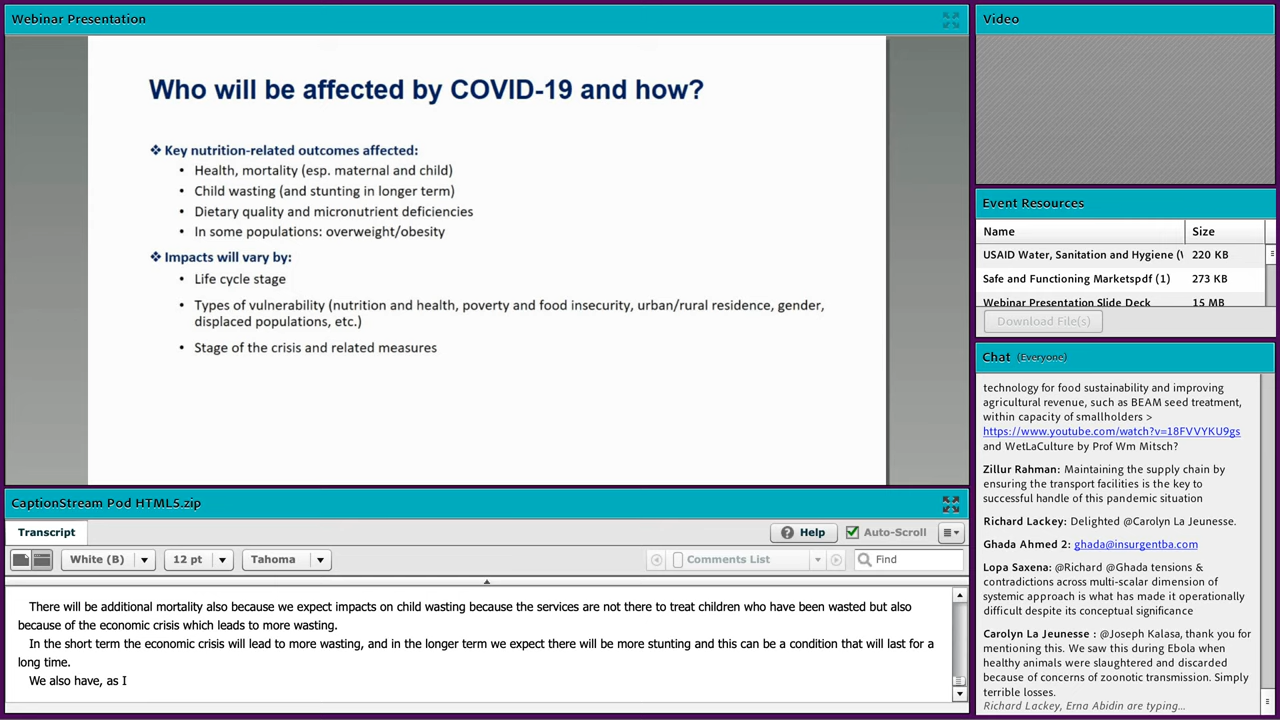 Webinar Presentation
Who will be affected by COVID-19 and how?
❖ Key nutrition-related outcomes affected:
• Health, mortality (esp. maternal and child)
• Child wasting (and stunting in longer term)
• Dietary quality and micronutrient deficiencies
• In some populations: overweight/obesity
❖ Impacts will vary by:
• Life cycle stage
• Types of vulnerability (nutrition and health, poverty and food insecurity, urban/rural residence, gender,
displaced populations, etc.)
• Stage of the crisis and related measures
CaptionStream Pod HTML5.zip
Transcript
Help
Auto-Scroll
White (B)
12 pt
Tahoma
Comments List
Find
There will be additional mortality also because we expect impacts on child wasting because the services are not there to treat children who have been wasted but also
because of the economic crisis which leads to more wasting.
In the short term the economic crisis will lead to more wasting, and in the longer term we expect there will be more stunting and this can be a condition that will last for a
long time.
We also have, as I
Video
Event Resources
Name Size
USAID Water, Sanitation and Hygiene (W 220 KB
Safe and Functioning Marketspdf (1) 273 KB
Webinar Presentation Slide Deck 15 MB
Download File(s)
Chat (Everyone)
technology for food sustainability and improving
agricultural revenue, such as BEAM seed treatment,
within capacity of smallholders >
https://www.youtube.com/watch?v=18FVVYKU9gs
and WetLaCulture by Prof Wm Mitsch?
Zillur Rahman: Maintaining the supply chain by
ensuring the transport facilities is the key to
successful handle of this pandemic situation
Richard Lackey: Delighted @Carolyn La Jeunesse.
Ghada Ahmed 2: ghada@insurgentba.com
Lopa Saxena: @Richard @Ghada tensions &
contradictions across multi-scalar dimension of
systemic approach is what has made it operationally
difficult despite its conceptual significance
Carolyn La Jeunesse : @Joseph Kalasa, thank you for
mentioning this. We saw this during Ebola when
healthy animals were slaughtered and discarded
because of concerns of zoonotic transmission. Simply
terrible losses.
Richard Lackey, Erna Abidin are typing...